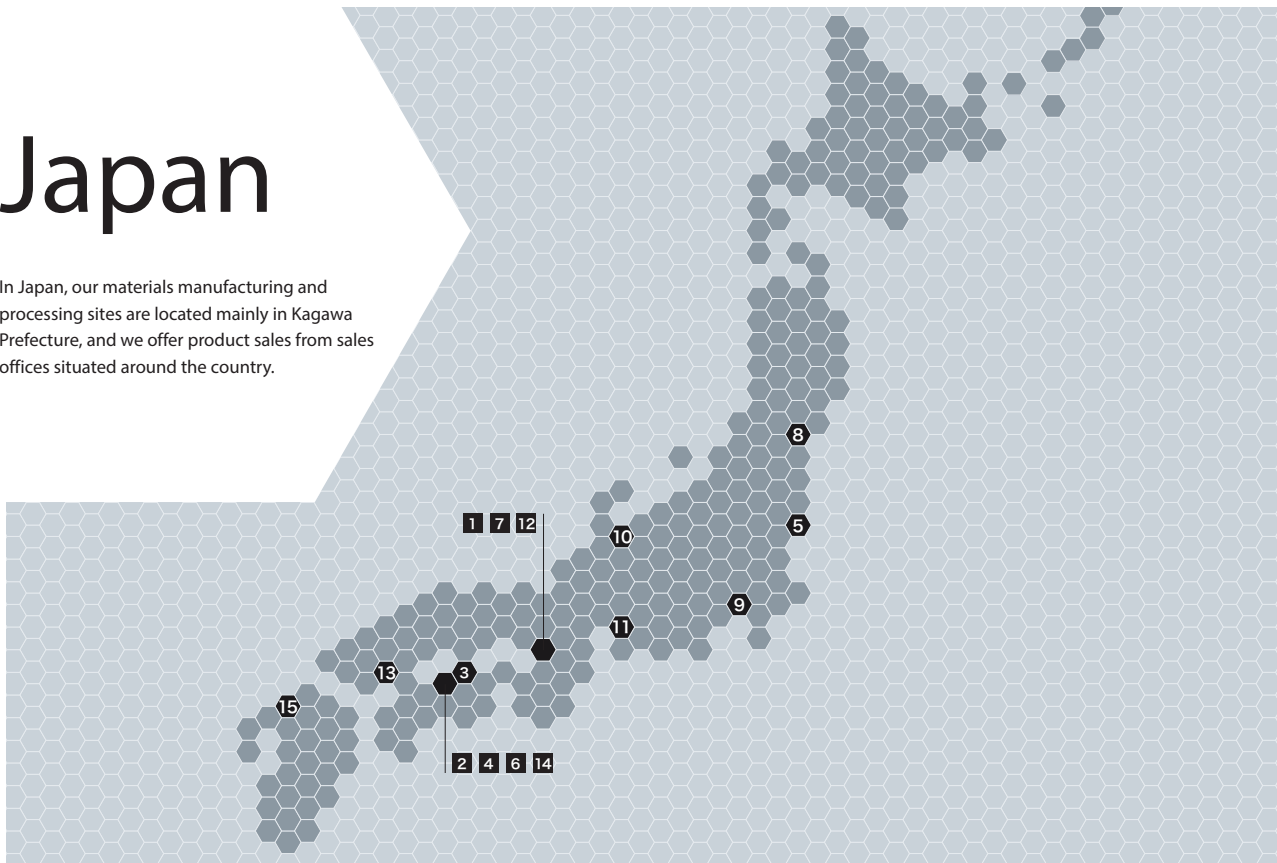 Japan
In Japan, our materials manufacturing and
processing sites are located mainly in Kagawa
Prefecture, and we offer product sales from sales
offices situated around the country.
8
1 7 12
5
10
9
11
13 3
15
2 4 6 14